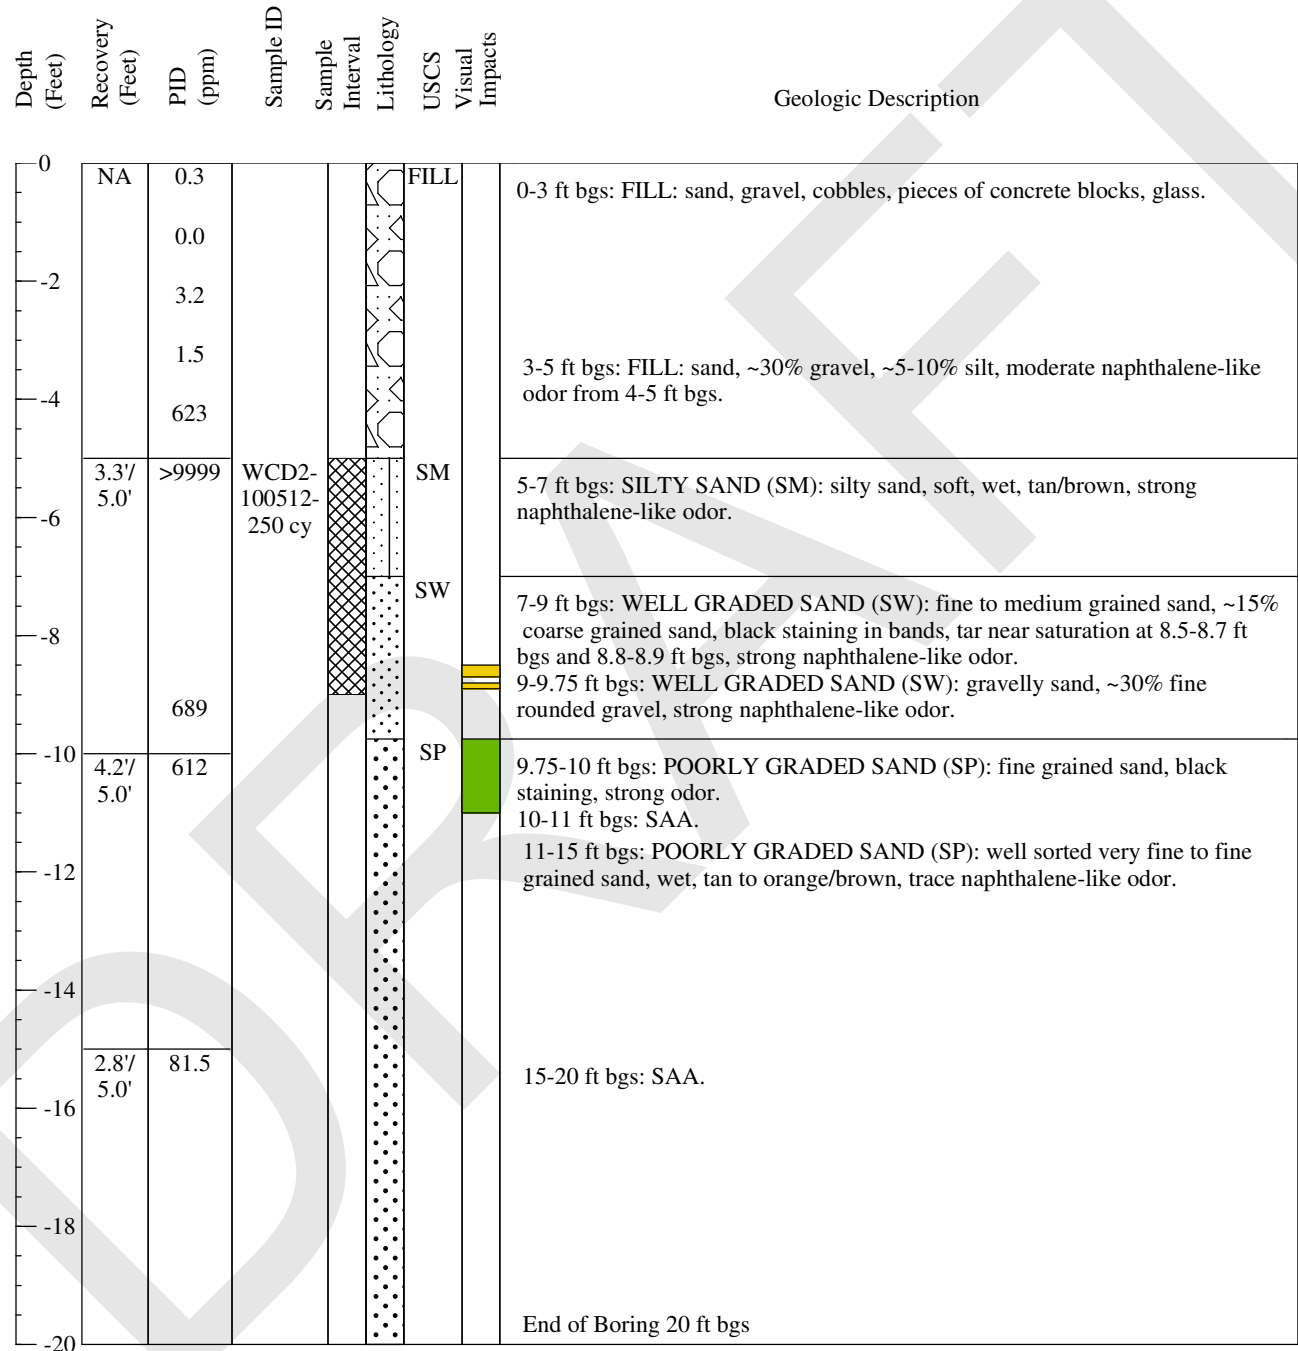 Depth
(Feet)
Recovery
(Feet)
PID
(ppm)
Sample ID
Sample
Interval
Lithology
USCS
Visual
Impacts
Geologic Description
0
NA
0.3
FILL
0-3 ft bgs: FILL: sand, gravel, cobbles, pieces of concrete blocks, glass.
0.0
-2
3.2
1.5
3-5 ft bgs: FILL: sand, ~30% gravel, ~5-10% silt, moderate naphthalene-like
odor from 4-5 ft bgs.
-4
623
3.3'/
5.0'
>9999
WCD2-
100512-
250 cy
SM
5-7 ft bgs: SILTY SAND (SM): silty sand, soft, wet, tan/brown, strong
naphthalene-like odor.
-6
SW
7-9 ft bgs: WELL GRADED SAND (SW): fine to medium grained sand, ~15%
coarse grained sand, black staining in bands, tar near saturation at 8.5-8.7 ft
bgs and 8.8-8.9 ft bgs, strong naphthalene-like odor.
-8
9-9.75 ft bgs: WELL GRADED SAND (SW): gravelly sand, ~30% fine
rounded gravel, strong naphthalene-like odor.
689
-10
4.2'/
5.0'
612
SP
9.75-10 ft bgs: POORLY GRADED SAND (SP): fine grained sand, black
staining, strong odor.
10-11 ft bgs: SAA.
11-15 ft bgs: POORLY GRADED SAND (SP): well sorted very fine to fine
grained sand, wet, tan to orange/brown, trace naphthalene-like odor.
-12
-14
2.8'/
5.0'
81.5
15-20 ft bgs: SAA.
-16
-18
End of Boring 20 ft bgs
-20
DRAFT